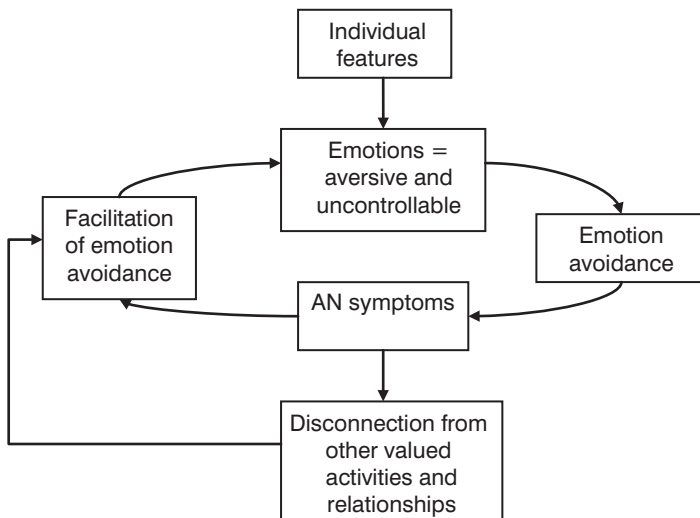 Individual
features
Emotions =
aversive and
uncontrollable
Facilitation
of emotion
avoidance
Emotion
avoidance
AN symptoms
Disconnection from
other valued
activities and
relationships